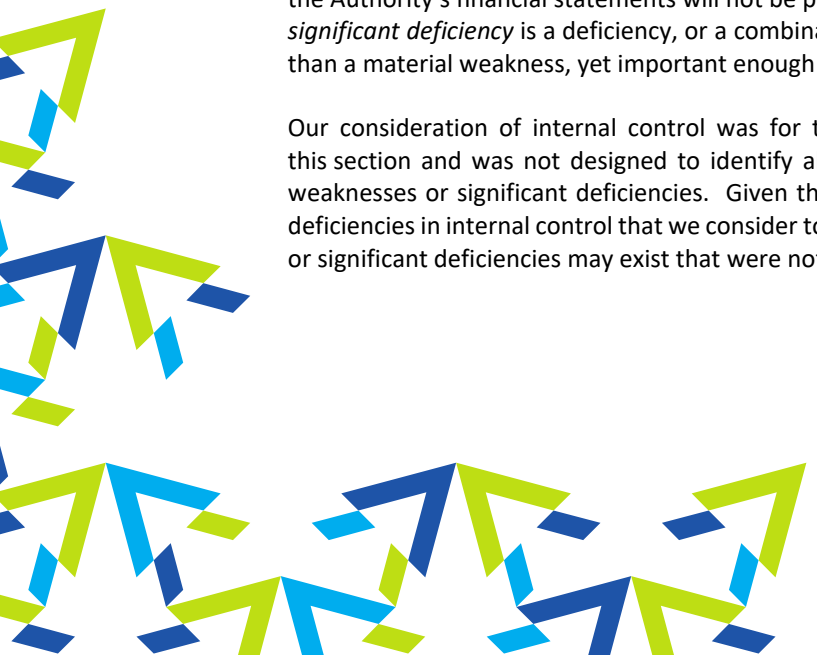 the Authority's financial statements will not be p
significant deficiency is a deficiency, or a combina
than a material weakness, yet important enough
Our consideration of internal control was for t
this section and was not designed to identify a
weaknesses or significant deficiencies. Given th
deficiencies in internal control that we consider to
or significant deficiencies may exist that were not